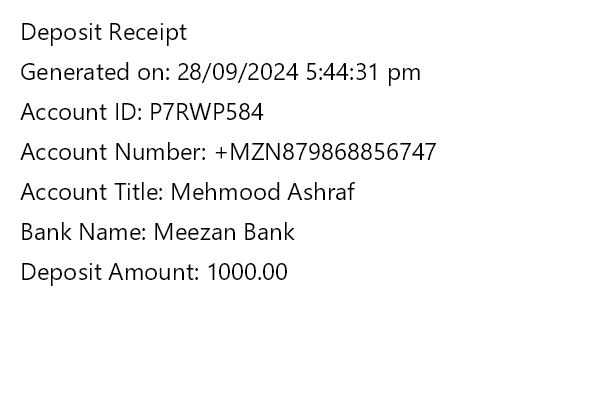 Deposit Receipt
Generated on: 28/09/2024 5:44:31 pm
Account ID: P7RWP584
Account Number: +MZN879868856747
Account Title: Mehmood Ashraf
Bank Name: Meezan Bank
Deposit Amount: 1000.00